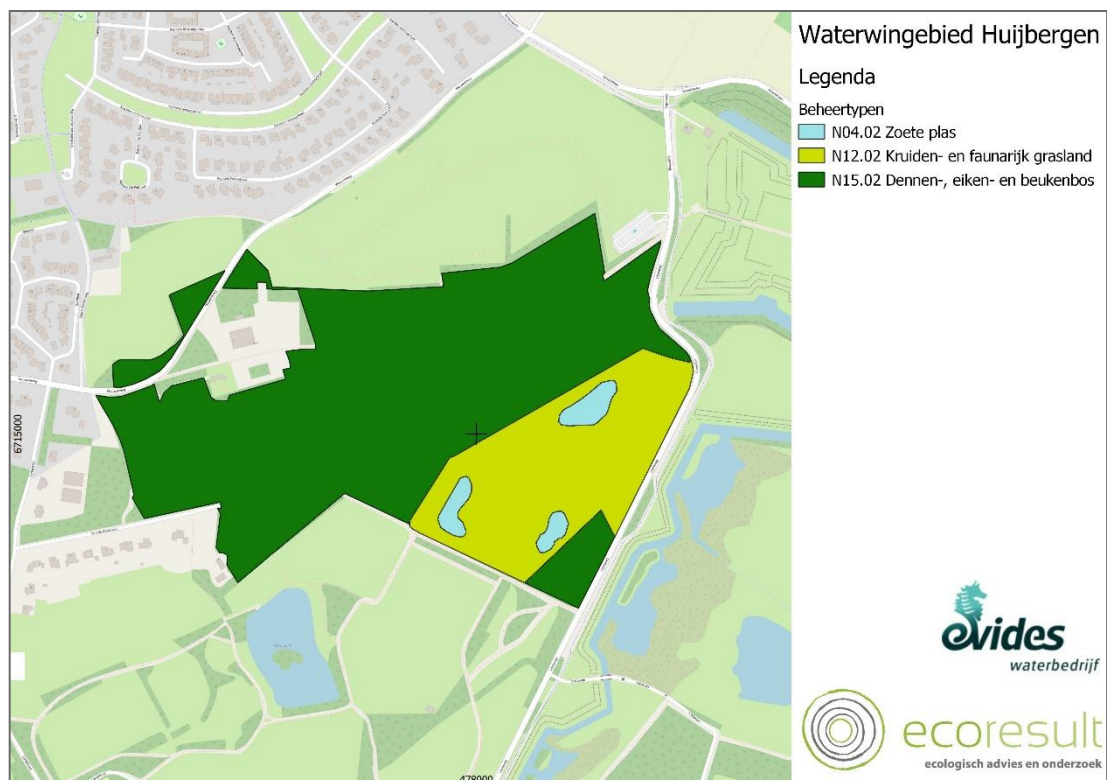 Waterwingebied Huijbergen
Legenda
Beheertypen
N04.02 Zoete plas
N12.02 Kruiden- en faunarijk grasland
N15.02 Dennen-, eiken- en beukenbos
6715000
478000
evides
waterbedrijf
ecoresult
ecologisch advies en onderzoek